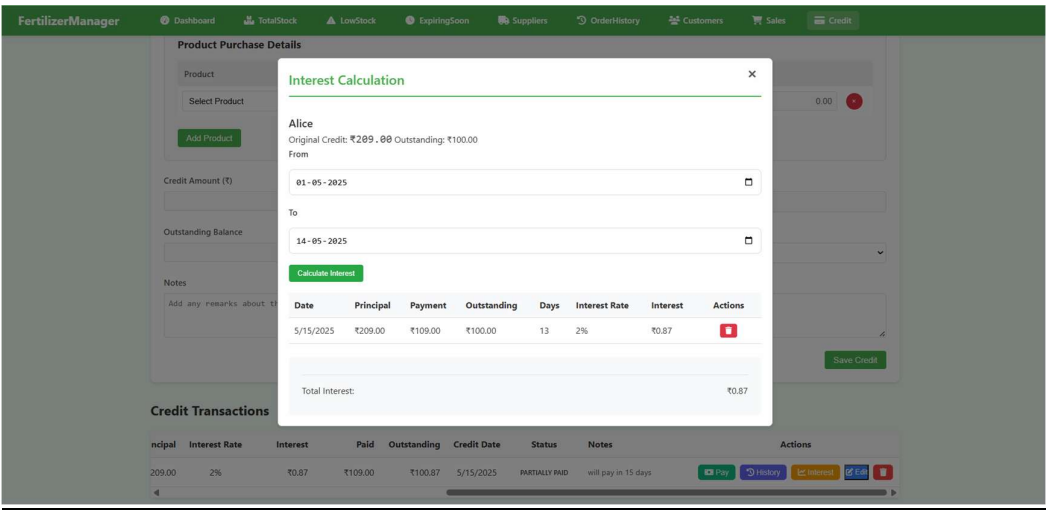 FertilizerManager Dashboard TotalStock LowStock ExpiringSoon Suppliers OrderHistory Customers Sales Credit
Product Purchase Details
Product
Select Product 0.00 ×
Add Product
Credit Amount (₹)
Outstanding Balance
Notes
Add any remarks about th
Save Credit
Interest Calculation ×
Alice
Original Credit: ₹209.00 Outstanding: ₹100.00
From
01-05-2025
To
14-05-2025
Calculate Interest
Date Principal Payment Outstanding Days Interest Rate Interest Actions
5/15/2025 ₹209.00 ₹109.00 ₹100.00 13 2% ₹0.87
Total Interest: ₹0.87
Credit Transactions
ncipal Interest Rate Interest Paid Outstanding Credit Date Status Notes Actions
209.00 2% ₹0.87 ₹109.00 ₹100.87 5/15/2025 PARTIALLY PAID will pay in 15 days Pay History Interest Edit